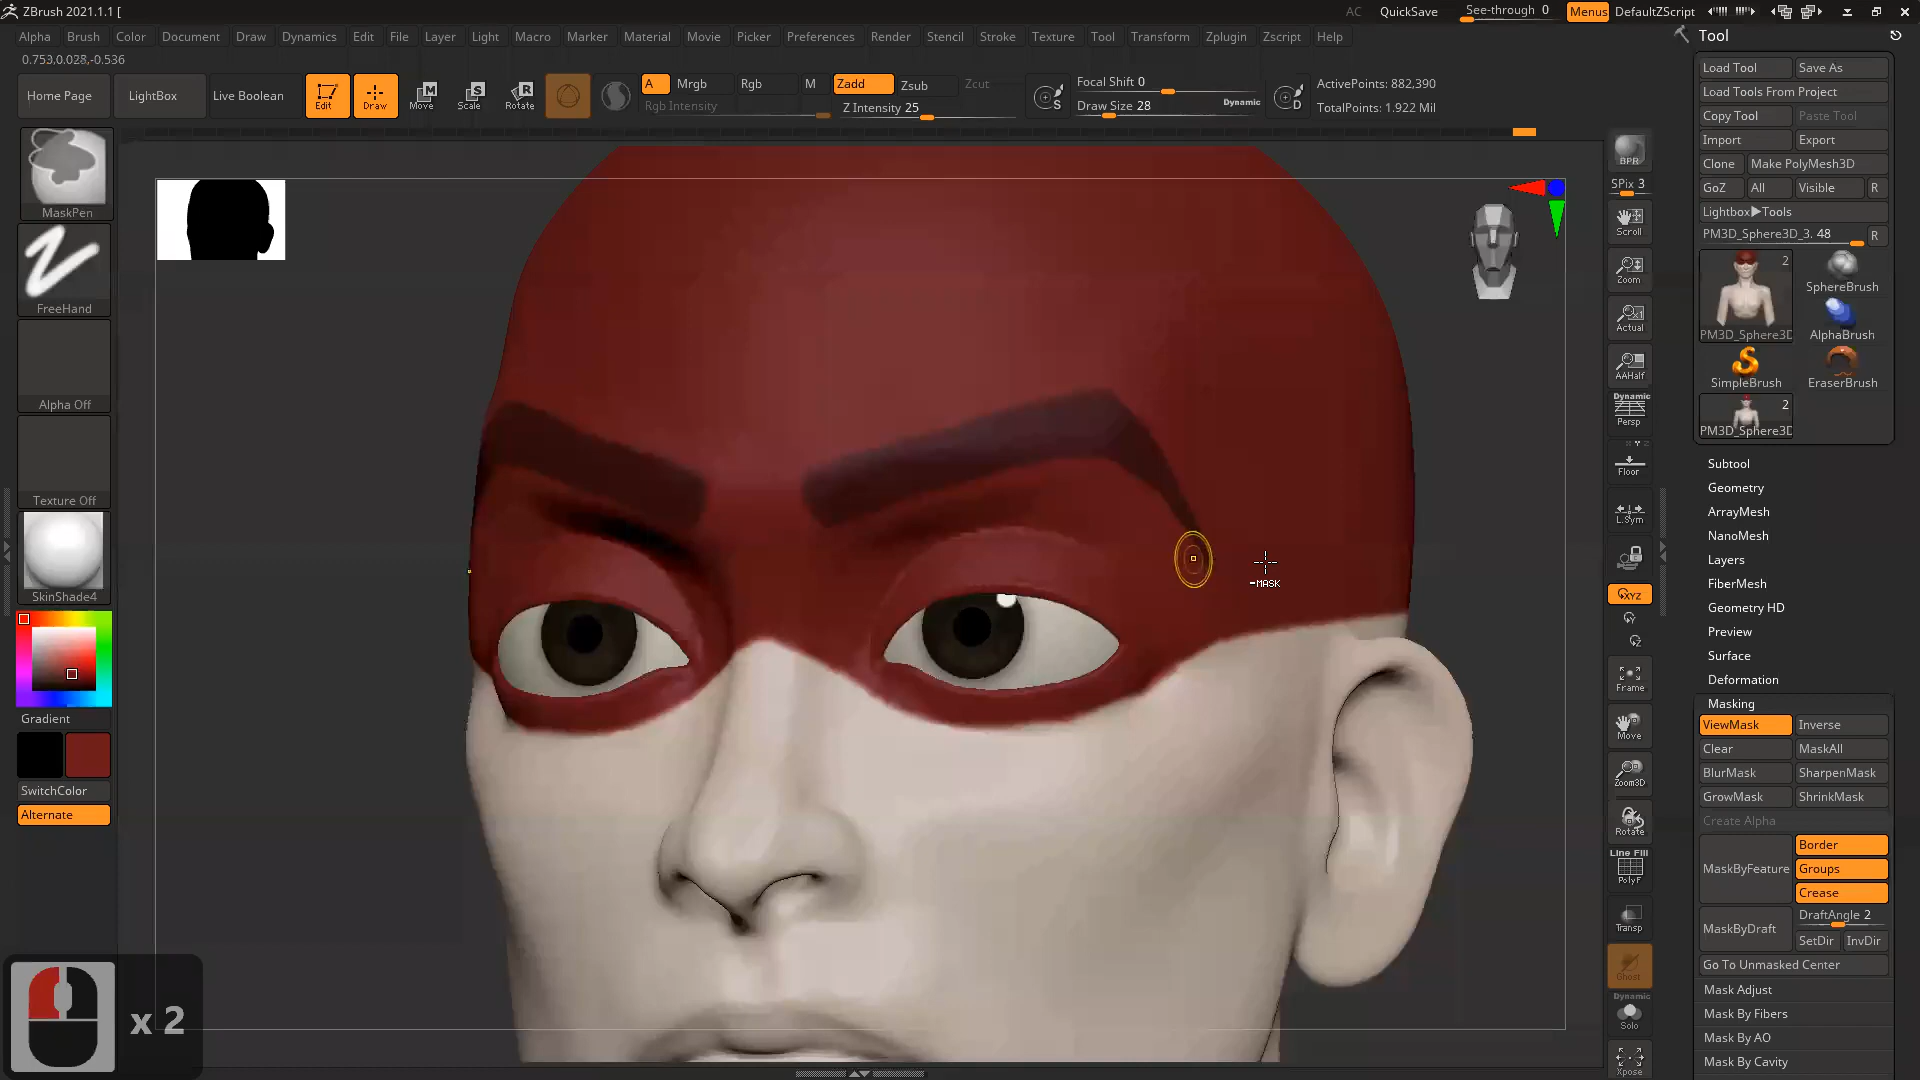 ZBrush 2021.1.1 [
AC QuickSave See-through 0 Menus DefaultZScript
Alpha Brush Color Document Draw Dynamics Edit File Layer Light Macro Marker Material Movie Picker Preferences Render Stencil Stroke Texture Tool Transform Zplugin Zscript Help
0.753,0.028,-0.536
Home Page LightBox Live Boolean Edit Draw Move Scale Rotate
A Mrgb Rgb M Zadd Zsub Zcut
Rgb Intensity Z Intensity 25
S Focal Shift 0
Draw Size 28 Dynamic D
ActivePoints: 882,390
TotalPoints: 1.922 Mil
MaskPen
FreeHand
Alpha Off
Texture Off
SkinShade4
Gradient
SwitchColor
Alternate
x 2
-MASK
BPR
SPix 3
Scroll
Zoom
Actual
AAHalf
Dynamic
Persp
Floor
L.Sym
XYZ
Y
Z
Frame
Move
Zoom3D
Rotate
Line Fill
PolyF
Transp
Ghost
Dynamic
Solo
Xpose
Tool
Load Tool Save As
Load Tools From Project
Copy Tool Paste Tool
Import Export
Clone Make PolyMesh3D
GoZ All Visible R
Lightbox▶Tools
PM3D_Sphere3D_3. 48 R
2
SphereBrush
PM3D_Sphere3D AlphaBrush
SimpleBrush EraserBrush
2
PM3D_Sphere3D
Subtool
Geometry
ArrayMesh
NanoMesh
Layers
FiberMesh
Geometry HD
Preview
Surface
Deformation
Masking
ViewMask Inverse
Clear MaskAll
BlurMask SharpenMask
GrowMask ShrinkMask
Create Alpha
MaskByFeature Border
Groups
Crease
MaskByDraft DraftAngle 2
SetDir InvDir
Go To Unmasked Center
Mask Adjust
Mask By Fibers
Mask By AO
Mask By Cavity